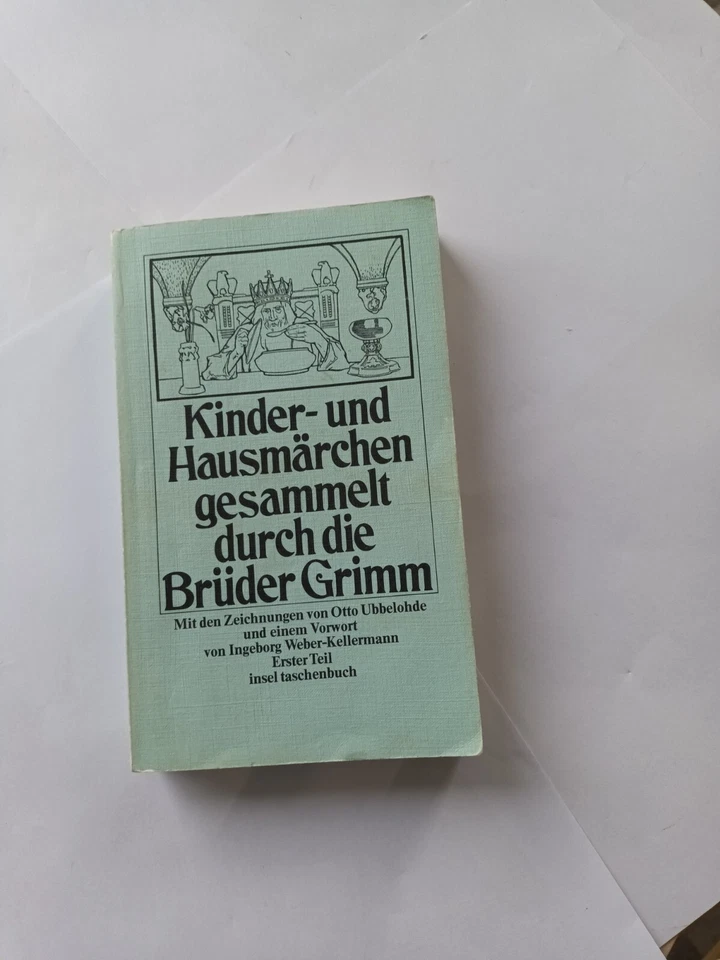 Kinder- und
Hausmärchen
gesammelt
durch die
Brüder Grimm
Mit den Zeichnungen von Otto Ubbelohde
und einem Vorwort
von Ingeborg Weber-Kellermann
Erster Teil
insel taschenbuch